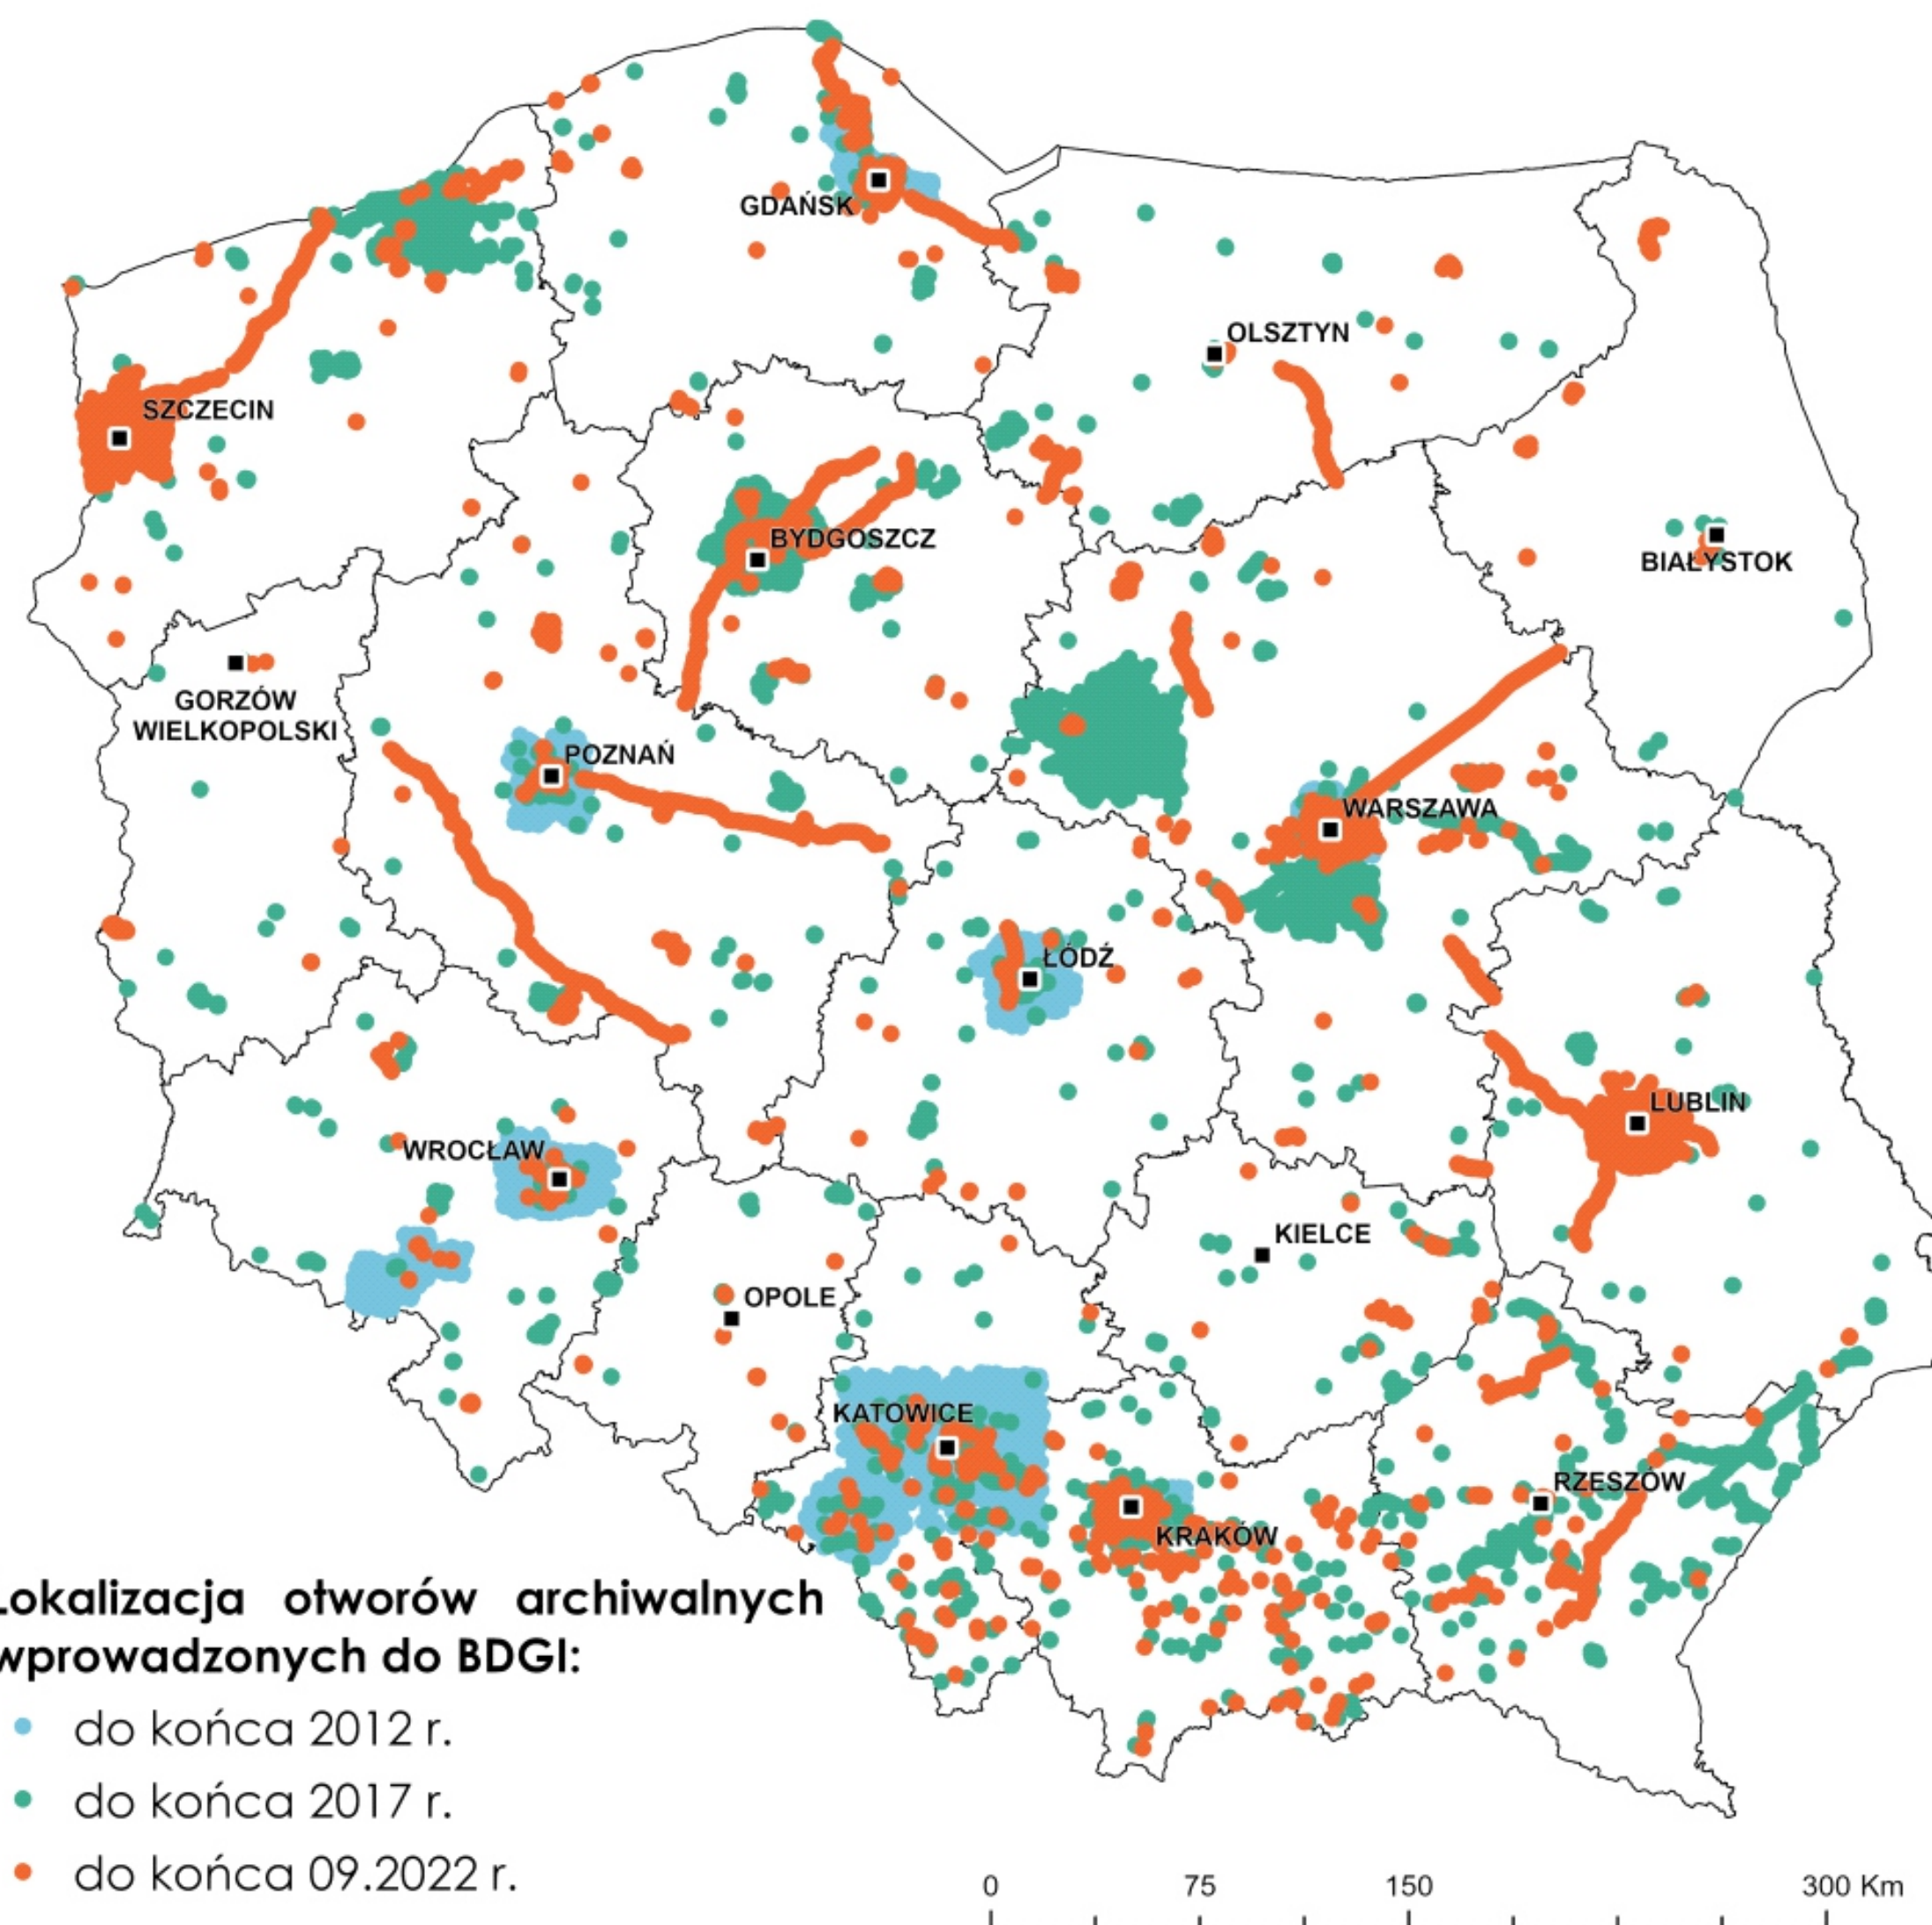 GDAŃSK
OLSZTYN
SZCZECIN
BYDGOSZCZ
BIAŁYSTOK
GORZÓW
WIELKOPOLSKI
POZNAŃ
WARSZAWA
ŁÓDŹ
LUBLIN
WROCŁAW
KIELCE
OPOLE
KATOWICE
RZESZÓW
KRAKÓW
okalizacja otworów archiwalnych
wprowadzonych do BDGI:
do końca 2012 r.
do końca 2017 r.
do końca 09.2022 r.
0 75 150 300 Km